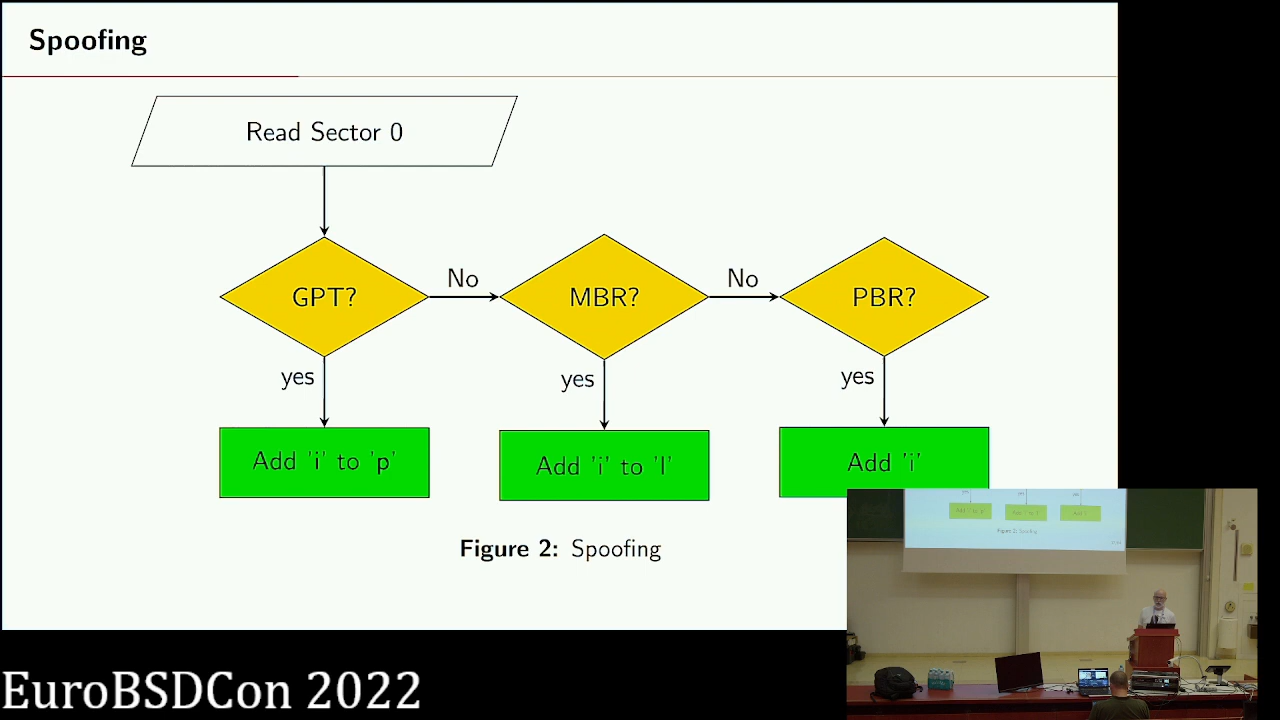 Spoofing
Read Sector 0
GPT?
No
MBR?
No
PBR?
yes
yes
yes
Add 'i' to 'p'
Add 'i' to 'l'
Add 'i'
Figure 2: Spoofing
EuroBSDCon 2022